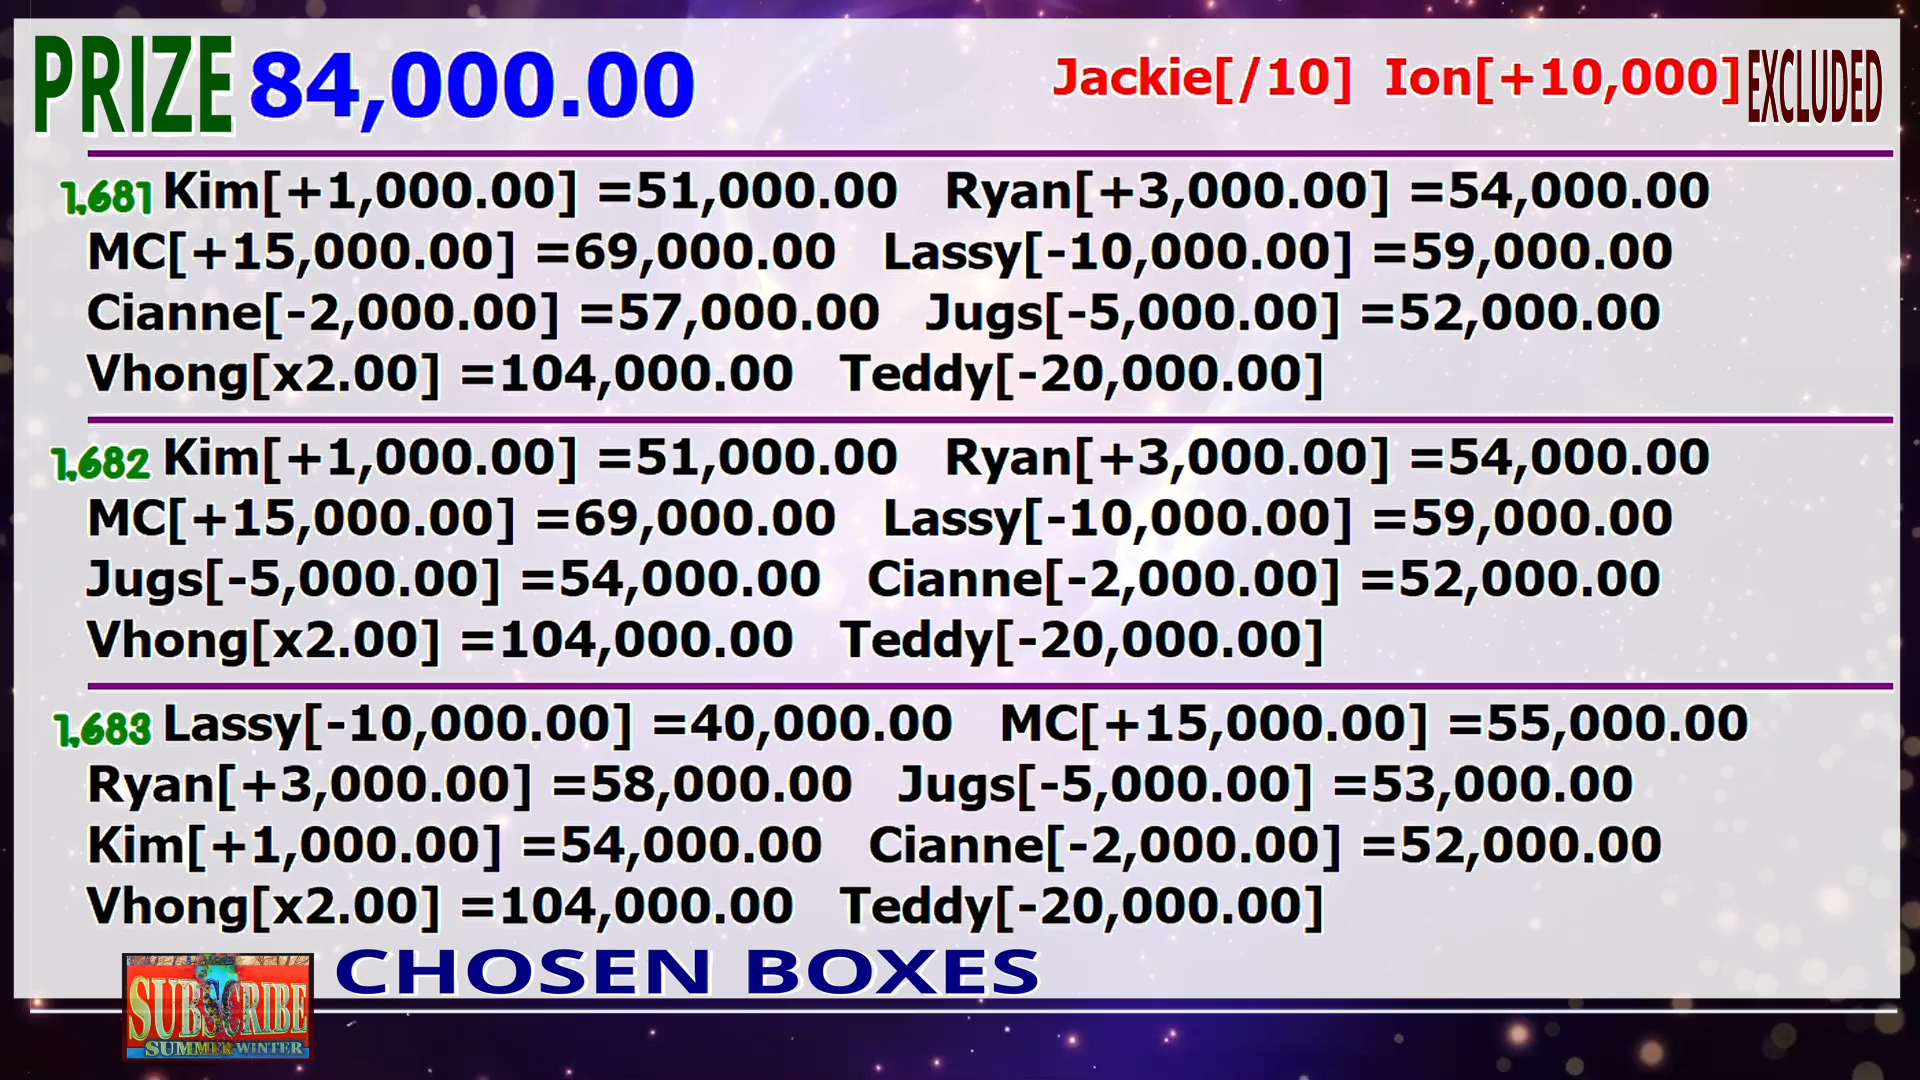 PRIZE 84,000.00 Jackie[/10] Ion[+10,000] EXCLUDED
1,681 Kim[+1,000.00] =51,000.00 Ryan[+3,000.00] =54,000.00
MC[+15,000.00] =69,000.00 Lassy[-10,000.00] =59,000.00
Cianne[-2,000.00] =57,000.00 Jugs[-5,000.00] =52,000.00
Vhong[x2.00] =104,000.00 Teddy[-20,000.00]
1,682 Kim[+1,000.00] =51,000.00 Ryan[+3,000.00] =54,000.00
MC[+15,000.00] =69,000.00 Lassy[-10,000.00] =59,000.00
Jugs[-5,000.00] =54,000.00 Cianne[-2,000.00] =52,000.00
Vhong[x2.00] =104,000.00 Teddy[-20,000.00]
1,683 Lassy[-10,000.00] =40,000.00 MC[+15,000.00] =55,000.00
Ryan[+3,000.00] =58,000.00 Jugs[-5,000.00] =53,000.00
Kim[+1,000.00] =54,000.00 Cianne[-2,000.00] =52,000.00
Vhong[x2.00] =104,000.00 Teddy[-20,000.00]
CHOSEN BOXES
SUBSCRIBE
SUMMER-WINTER